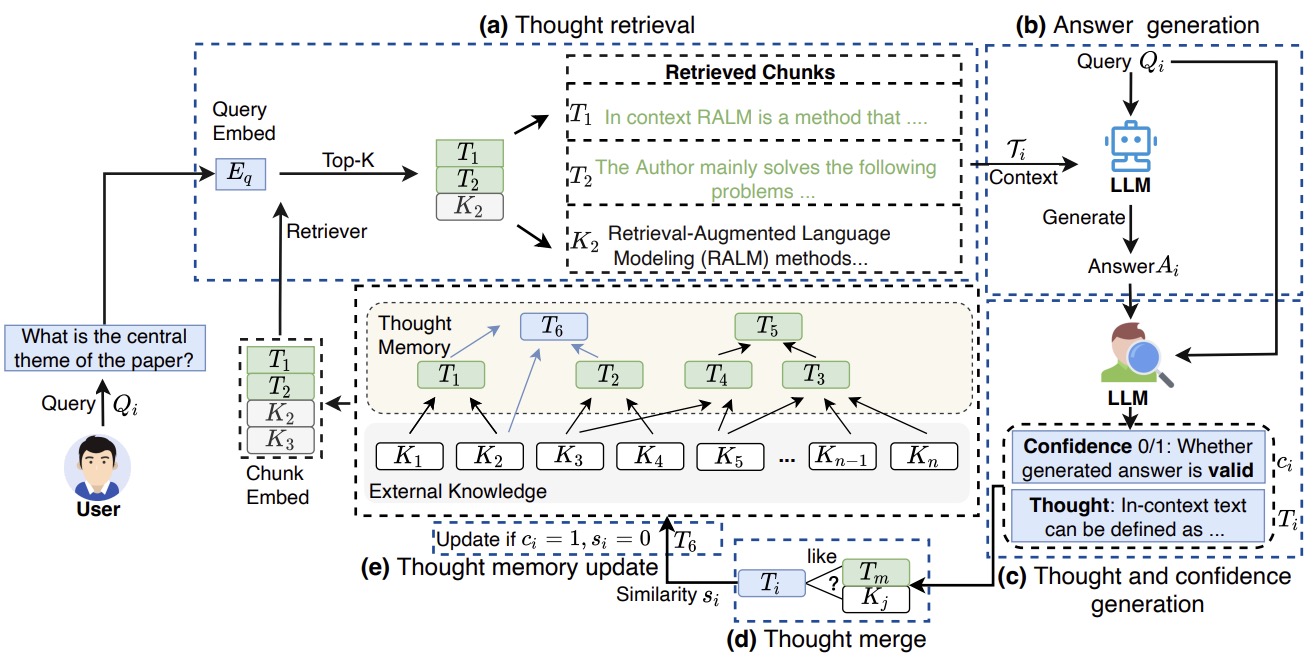 (a) Thought retrieval
Query
Embed
E_q
Top-K
T_1
T_2
K_2
Retriever
Retrieved Chunks
T_1 In context RALM is a method that ....
T_2 The Author mainly solves the following
problems ...
K_2 Retrieval-Augmented Language
Modeling (RALM) methods...
(b) Answer generation
Query Q_i
𝒯_i
Context
LLM
Generate
Answer A_i
What is the central
theme of the paper?
Query Q_i
User
T_1
T_2
K_2
K_3
Chunk
Embed
Thought
Memory
T_6
T_5
T_1
T_2
T_4
T_3
K_1
K_2
K_3
K_4
K_5
...
K_{n-1}
K_n
External Knowledge
LLM
Confidence 0/1: Whether
generated answer is valid
c_i
Thought: In-context text
can be defined as ...
T_i
(c) Thought and confidence
generation
Update if c_i = 1, s_i = 0
T_6
(e) Thought memory update
Similarity s_i
T_i
like
?
T_m
K_j
(d) Thought merge